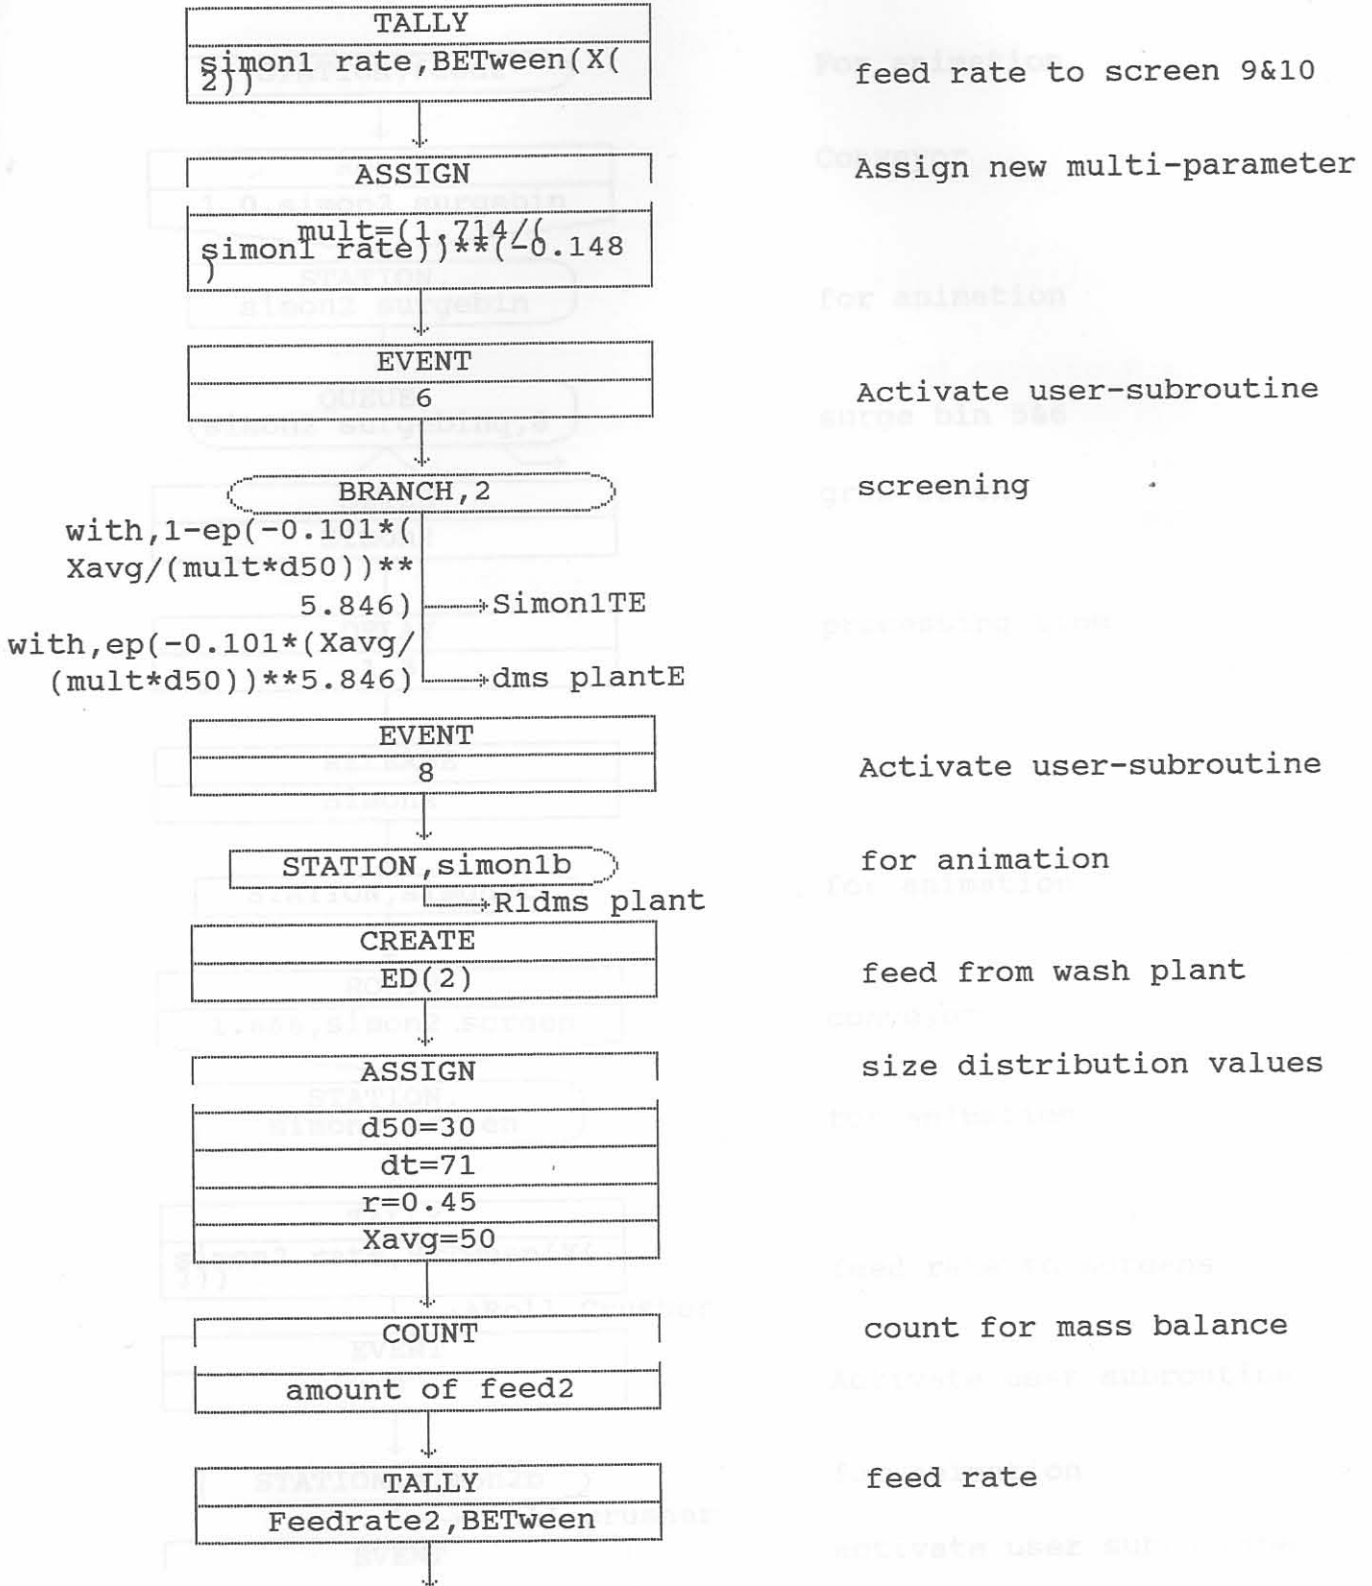 TALLY
simon1 rate,BETween(X(
2))
feed rate to screen 9&10
ASSIGN
Assign new multi-parameter
mult=(1.714/(
simon1 rate))**(-0.148
)
EVENT
6
Activate user-subroutine
BRANCH,2
screening
with,1-ep(-0.101*(
Xavg/(mult*d50))**
5.846)
Simon1TE
with,ep(-0.101*(Xavg/
(mult*d50))**5.846)
dms plantE
EVENT
8
Activate user-subroutine
STATION,simon1b
for animation
R1dms plant
CREATE
ED(2)
feed from wash plant
ASSIGN
size distribution values
d50=30
dt=71
r=0.45
Xavg=50
COUNT
count for mass balance
amount of feed2
TALLY
feed rate
Feedrate2,BETween